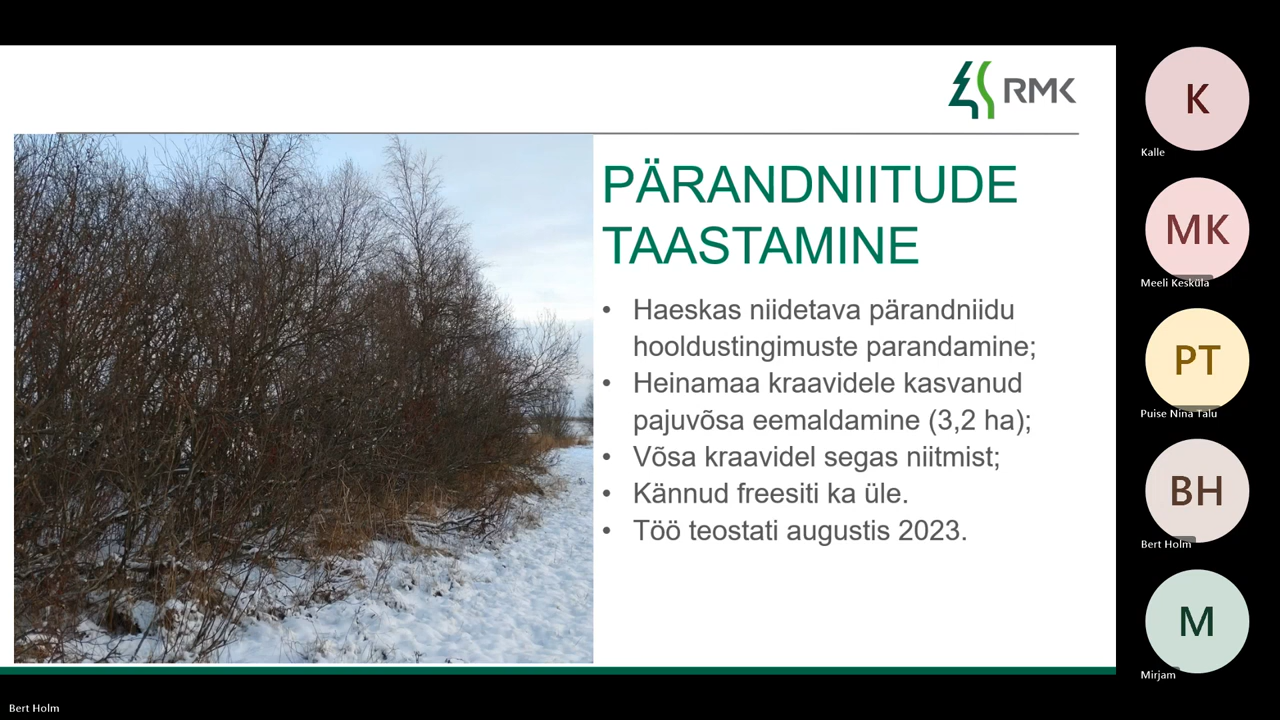 RMK
PÄRANDNIITUDE
TAASTAMINE
• Haeskas niidetava pärandniidu
hooldustingimuste parandamine;
• Heinamaa kraavidele kasvanud
pajuvõsa eemaldamine (3,2 ha);
• Võsa kraavidel segas niitmist;
• Kännud freesiti ka üle.
• Töö teostati augustis 2023.
K
Kalle
MK
Meeli Kesküla
PT
Puise Nina Talu
BH
Bert Holm
M
Mirjam
Bert Holm